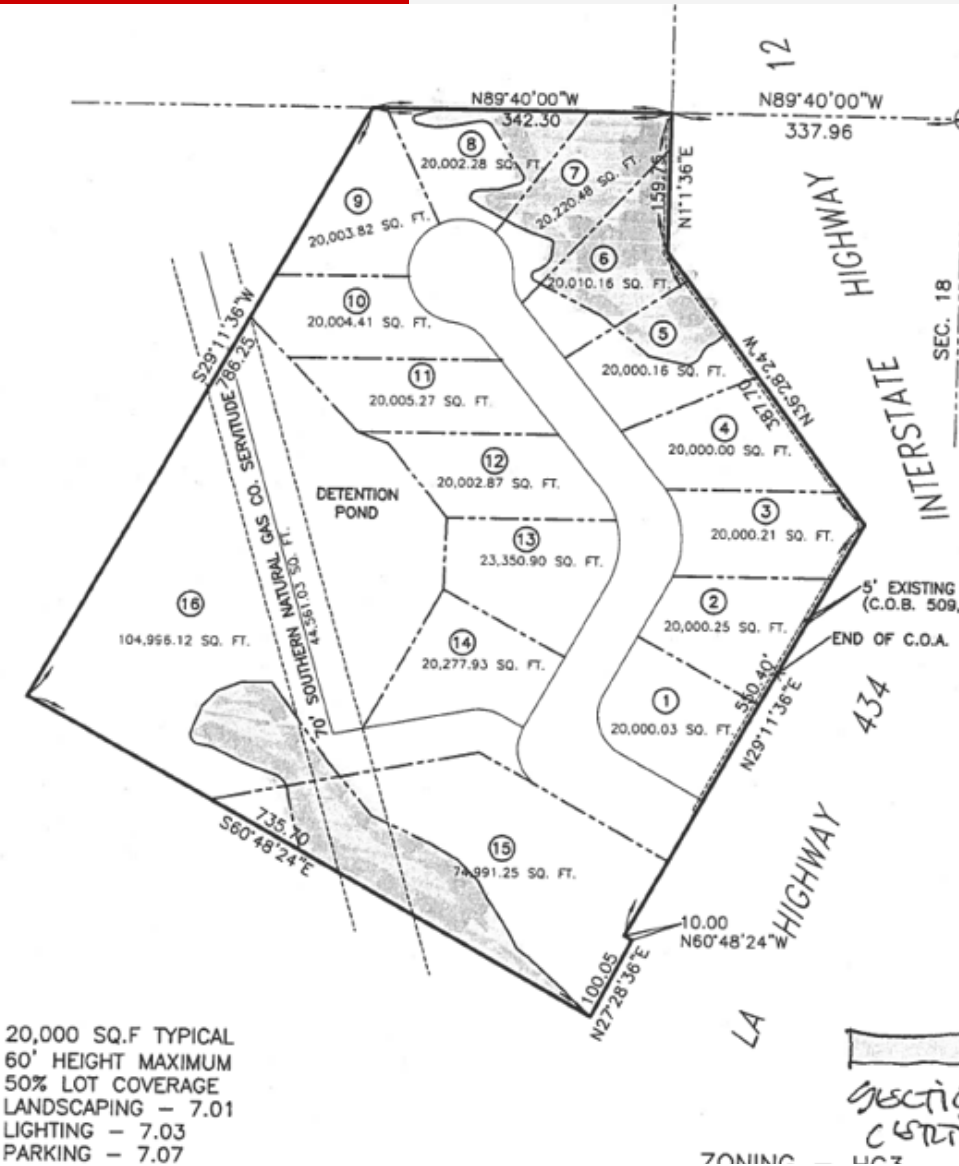 12
N89°40'00"W
342.30
N89°40'00"W
337.96
8
20,002.28 SQ. FT.
7
20,220.48 SQ. FT
159.75
N1°1'36"E
HIGHWAY
9
20,003.82 SQ. FT.
6
20,010.16 SQ. FT.
SEC. 18
10
20,004.41 SQ. FT.
5
20,000.16 SQ. FT.
S29°11'36"W
786.25
N36°28'24"W
387.70
INTERSTATE
11
20,005.27 SQ. FT.
4
20,000.00 SQ. FT.
12
20,002.87 SQ. FT.
DETENTION
POND
3
20,000.21 SQ. FT.
13
23,350.90 SQ. FT.
70' SOUTHERN NATURAL GAS CO. SERVITUDE
44,561.03 SQ. FT.
5' EXISTING
(C.O.B. 509,
16
104,996.12 SQ. FT.
2
20,000.25 SQ. FT.
END OF C.O.A.
14
20,277.93 SQ. FT.
1
20,000.03 SQ. FT.
550.40'
N29°11'36"E
434
735.70
S60°48'24"E
15
74,991.25 SQ. FT.
HIGHWAY
10.00
N60°48'24"W
100.05
N27°28'36"E
LA
20,000 SQ.F TYPICAL
60' HEIGHT MAXIMUM
50% LOT COVERAGE
LANDSCAPING - 7.01
LIGHTING - 7.03
PARKING - 7.07
ZONING - HC3